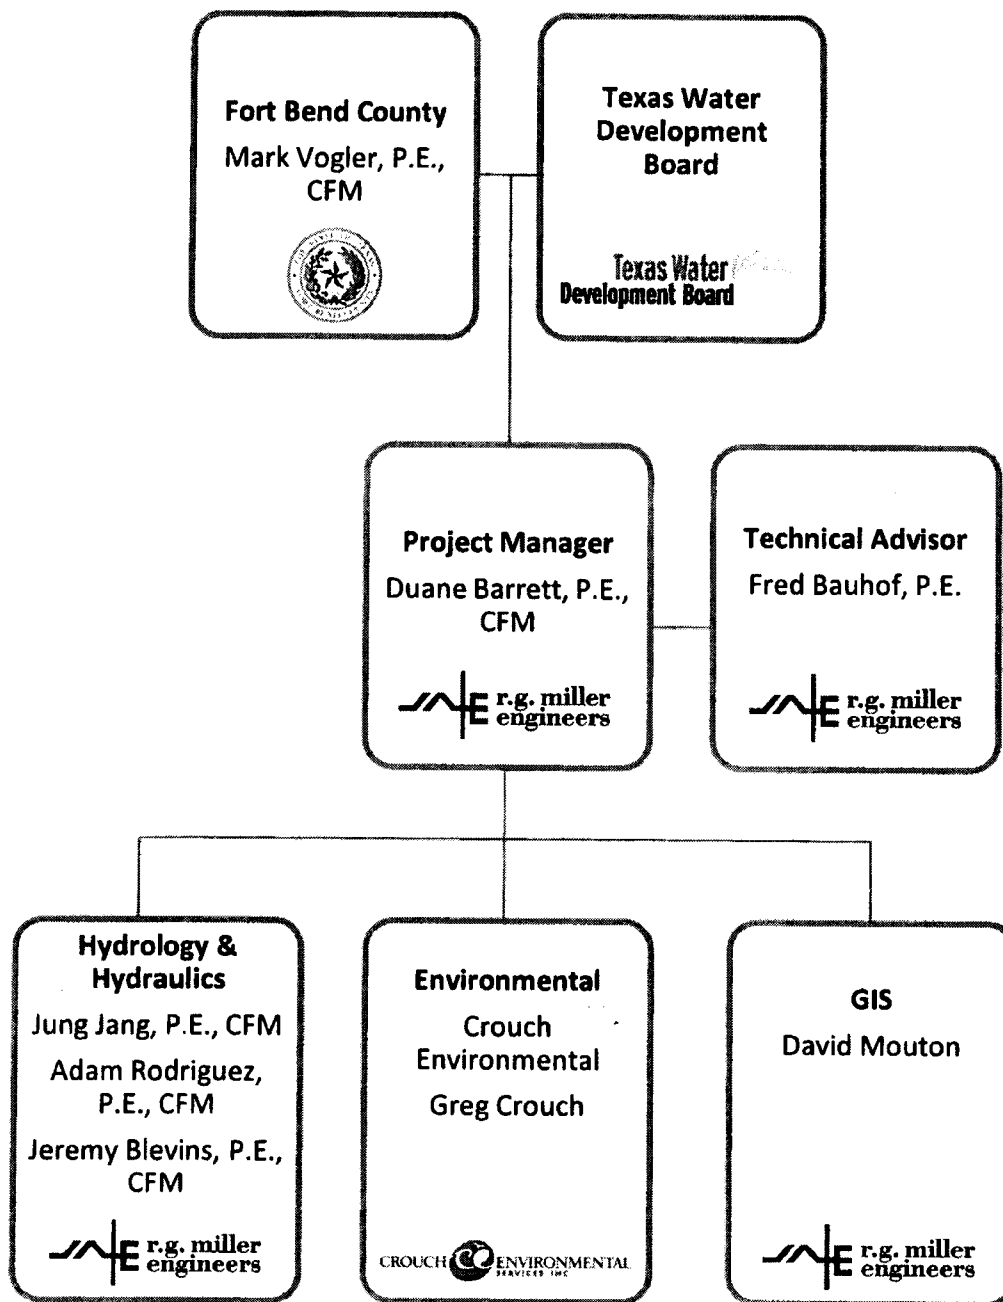 Fort Bend County
Mark Vogler, P.E.,
CFM
Texas Water
Development
Board
Texas Water
Development Board
Project Manager
Duane Barrett, P.E.,
CFM
r.g. miller
engineers
Technical Advisor
Fred Bauhof, P.E.
r.g. miller
engineers
Hydrology &
Hydraulics
Jung Jang, P.E., CFM
Adam Rodriguez,
P.E., CFM
Jeremy Blevins, P.E.,
CFM
r.g. miller
engineers
Environmental
Crouch
Environmental
Greg Crouch
CROUCH ENVIRONMENTAL
SERVICES INC
GIS
David Mouton
r.g. miller
engineers